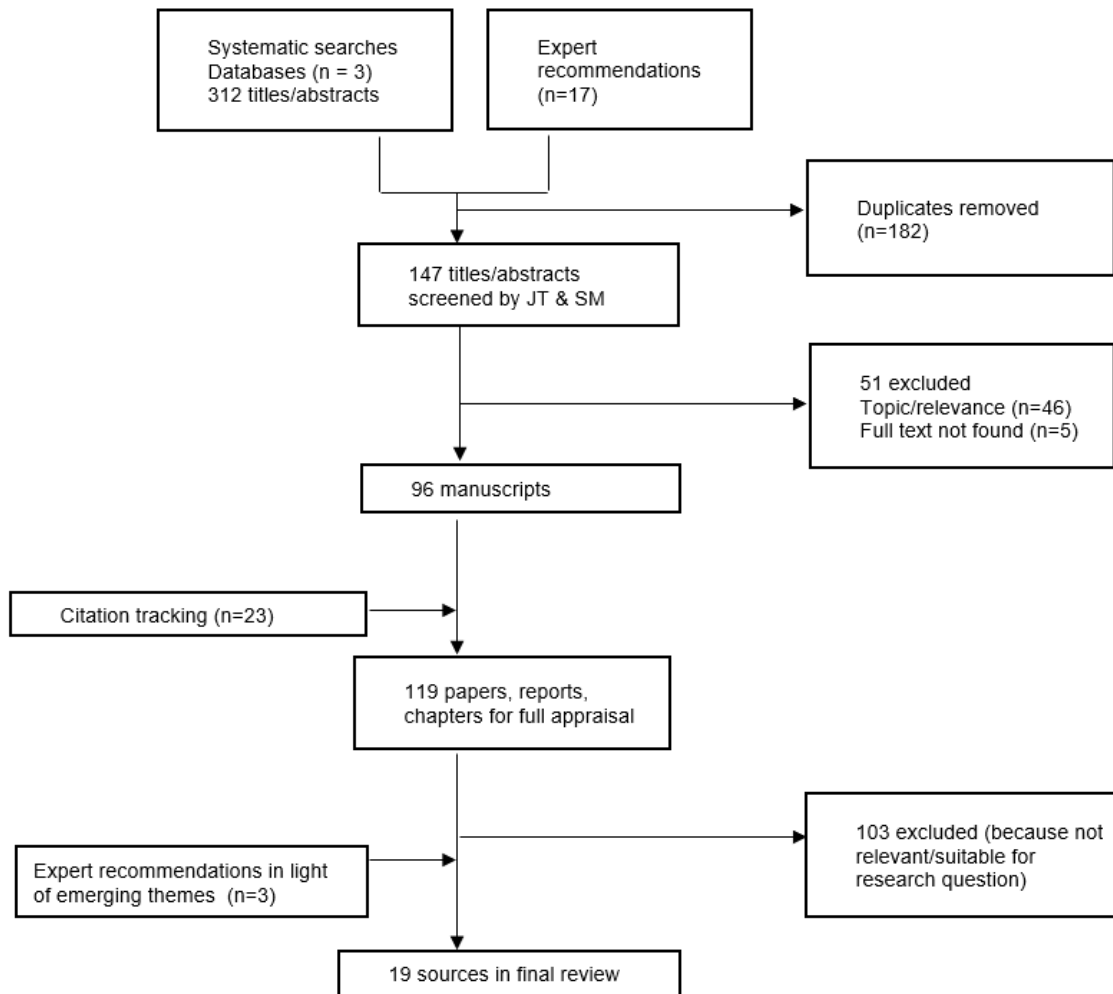 Systematic searches
Databases (n = 3)
312 titles/abstracts
Expert
recommendations
(n=17)
Duplicates removed
(n=182)
147 titles/abstracts
screened by JT & SM
51 excluded
Topic/relevance (n=46)
Full text not found (n=5)
96 manuscripts
Citation tracking (n=23)
119 papers, reports,
chapters for full appraisal
103 excluded (because not
relevant/suitable for
research question)
Expert recommendations in light
of emerging themes (n=3)
19 sources in final review